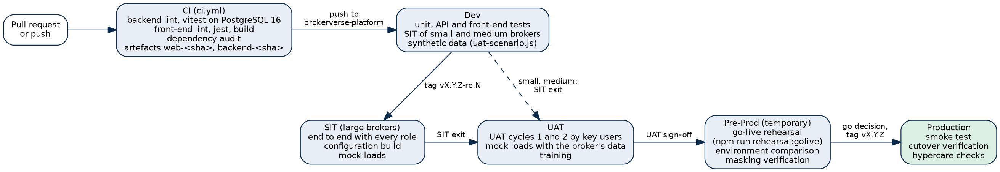 Pull request
or push
CI (ci.yml)
backend lint, vitest on PostgreSQL 16
front-end lint, jest, build
dependency audit
artefacts web-<sha>, backend-<sha>
push to
brokerverse-platform
Dev
unit, API and front-end tests
SIT of small and medium brokers
synthetic data (uat-scenario.js)
tag vX.Y.Z-rc.N
small, medium:
SIT exit
SIT (large brokers)
end to end with every role
configuration build
mock loads
SIT exit
UAT
UAT cycles 1 and 2 by key users
mock loads with the broker's data
training
UAT sign-off
Pre-Prod (temporary)
go-live rehearsal
(npm run rehearsal:golive)
environment comparison
masking verification
go decision,
tag vX.Y.Z
Production
smoke test
cutover verification
hypercare checks